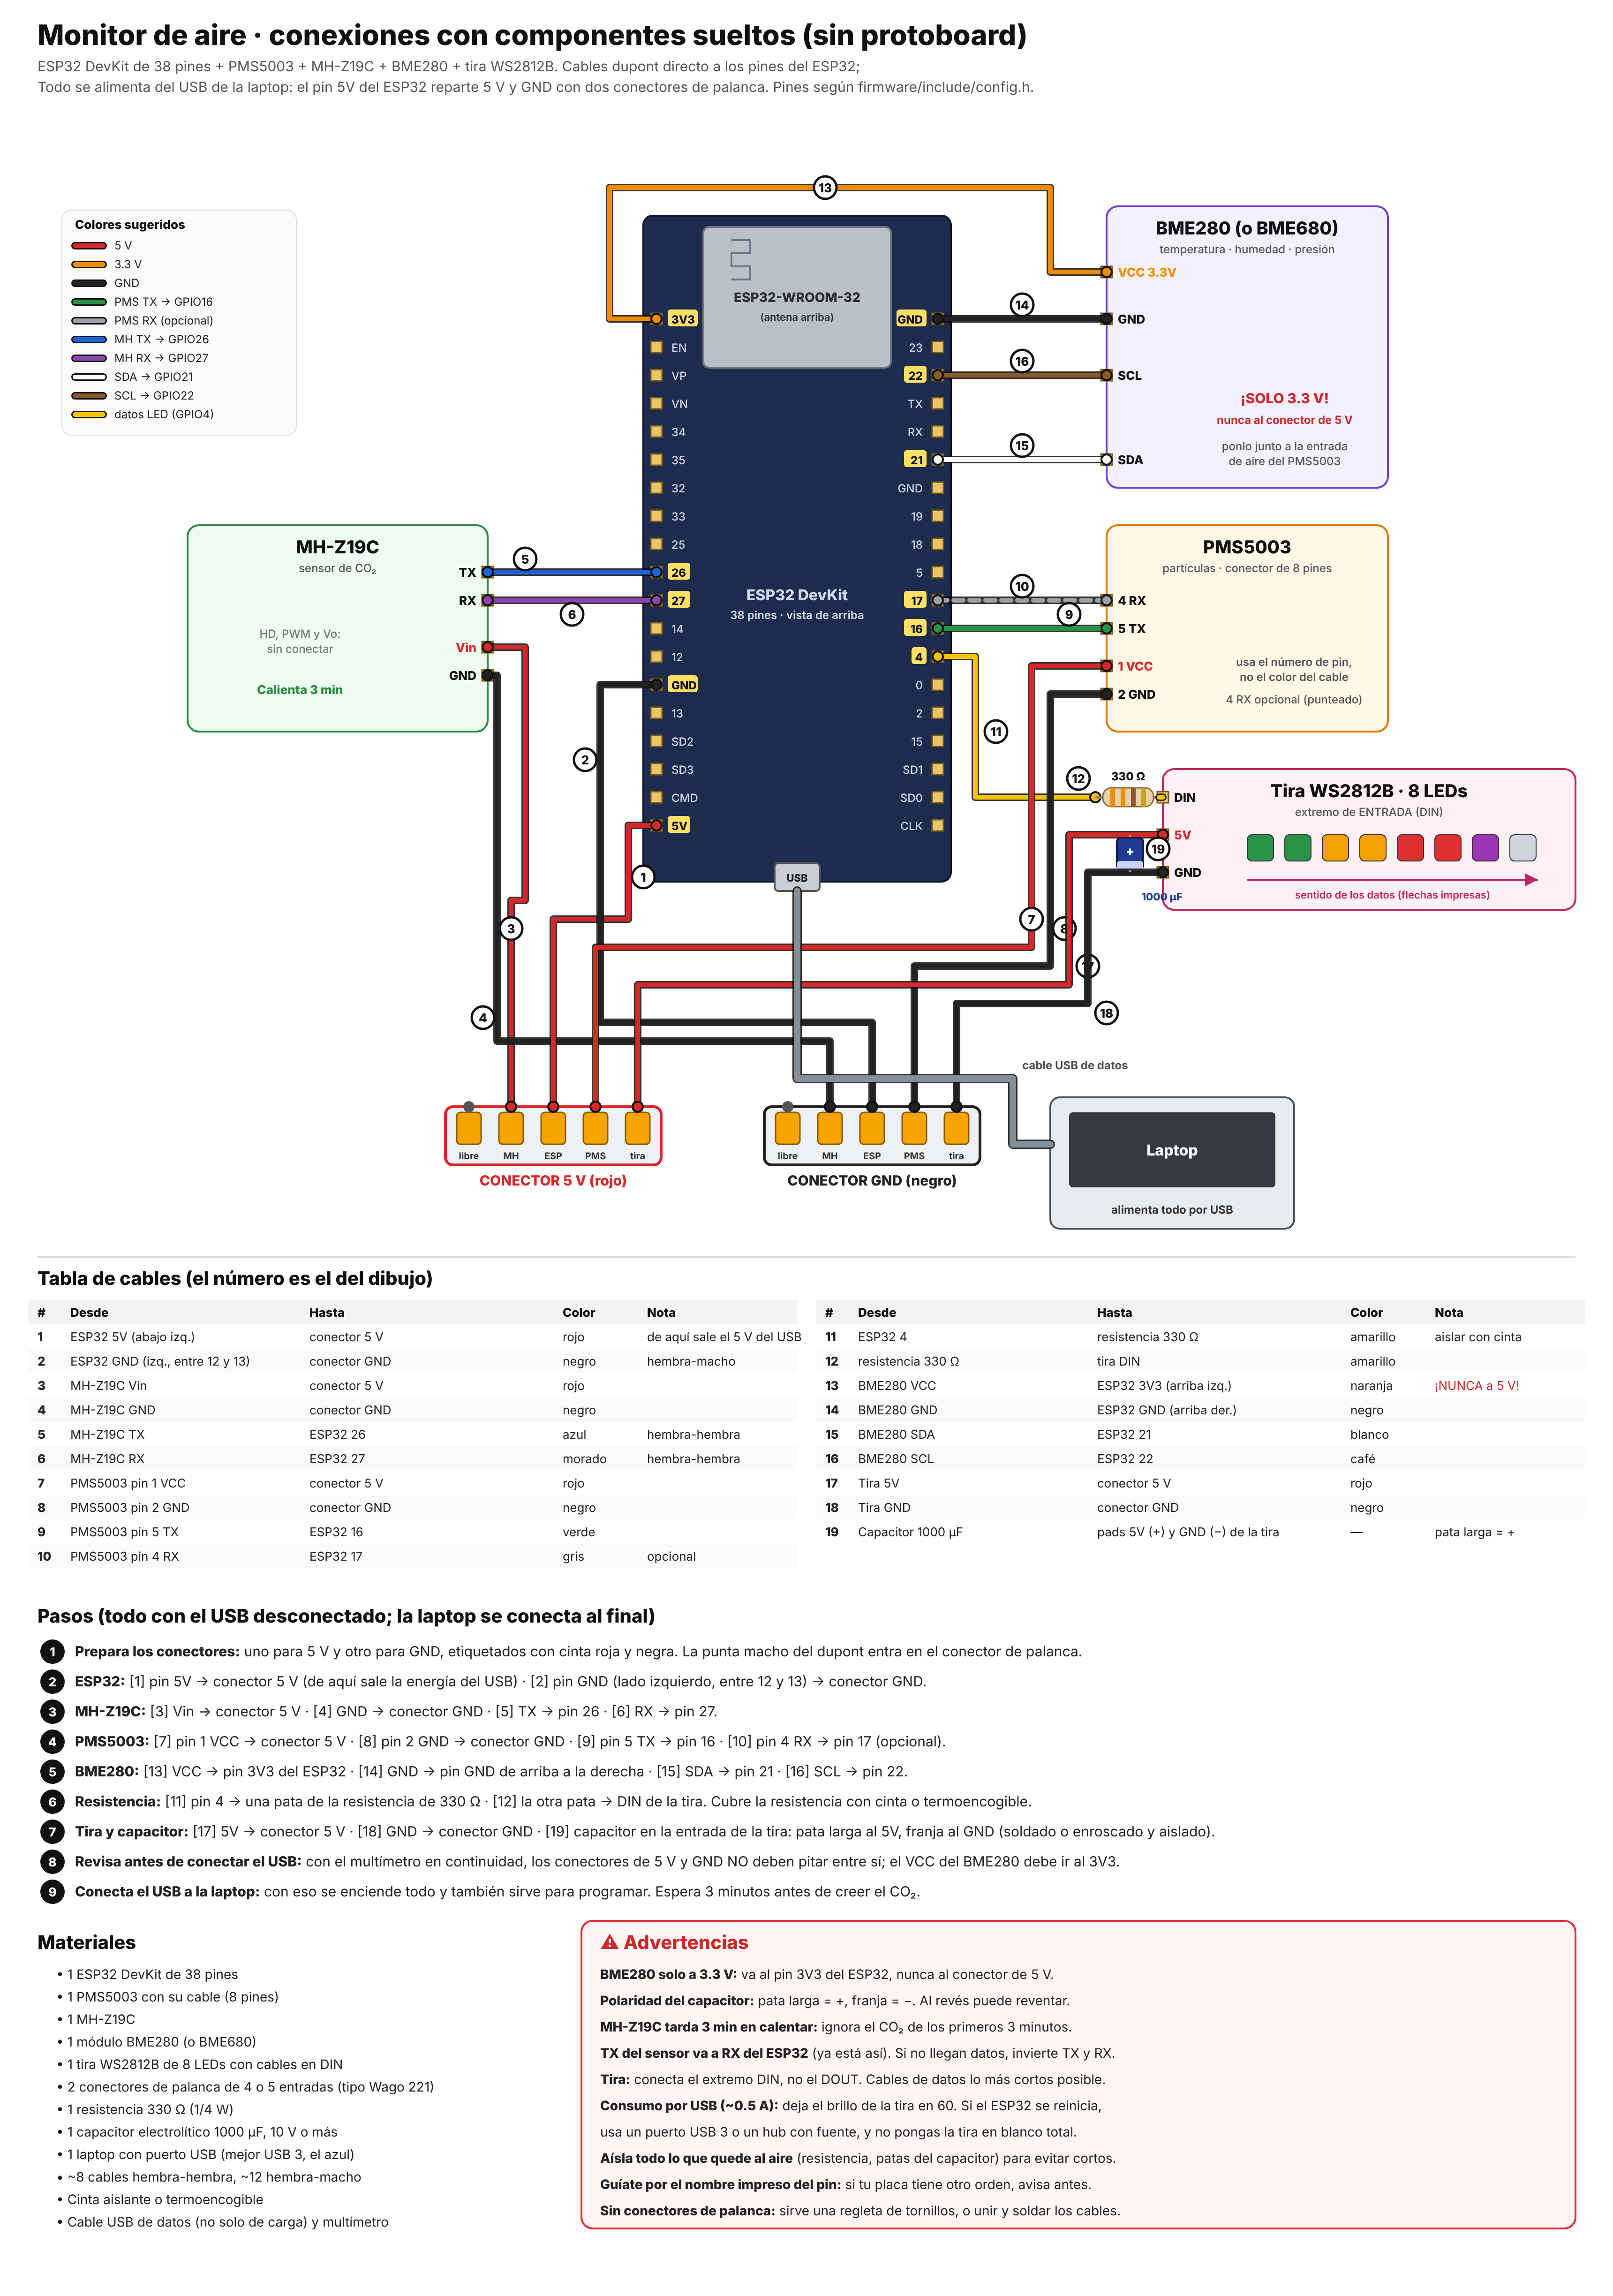 Monitor de aire · conexiones con componentes sueltos (sin protoboard)
ESP32 DevKit de 38 pines + PMS5003 + MH-Z19C + BME280 + tira WS2812B. Cables dupont directo a los pines del ESP32;
Todo se alimenta del USB de la laptop: el pin 5V del ESP32 reparte 5 V y GND con dos conectores de palanca. Pines según firmware/include/config.h.
Colores sugeridos
5 V
3.3 V
GND
PMS TX → GPIO16
PMS RX (opcional)
MH TX → GPIO26
MH RX → GPIO27
SDA → GPIO21
SCL → GPIO22
datos LED (GPIO4)
13
ESP32-WROOM-32
(antena arriba)
3V3
EN
VP
VN
34
35
32
33
25
26
27
14
12
GND
13
SD2
SD3
CMD
5V
GND
23
22
TX
RX
21
GND
19
18
5
17
16
4
0
2
15
SD1
SD0
CLK
ESP32 DevKit
38 pines · vista de arriba
USB
BME280 (o BME680)
temperatura · humedad · presión
VCC 3.3V
GND
SCL
SDA
¡SOLO 3.3 V!
nunca al conector de 5 V
ponlo junto a la entrada
de aire del PMS5003
14
16
15
MH-Z19C
sensor de CO₂
TX
RX
Vin
GND
HD, PWM y Vo:
sin conectar
Calienta 3 min
5
6
PMS5003
partículas · conector de 8 pines
4 RX
5 TX
1 VCC
2 GND
usa el número de pin,
no el color del cable
4 RX opcional (punteado)
10
9
11
2
12
330 Ω
Tira WS2812B · 8 LEDs
extremo de ENTRADA (DIN)
DIN
5V
GND
sentido de los datos (flechas impresas)
+
19
1000 µF
1
3
7
8
17
4
18
cable USB de datos
libre
MH
ESP
PMS
tira
CONECTOR 5 V (rojo)
libre
MH
ESP
PMS
tira
CONECTOR GND (negro)
Laptop
alimenta todo por USB
Tabla de cables (el número es el del dibujo)
# Desde Hasta Color Nota
1 ESP32 5V (abajo izq.) conector 5 V rojo de aquí sale el 5 V del USB
2 ESP32 GND (izq., entre 12 y 13) conector GND negro hembra-macho
3 MH-Z19C Vin conector 5 V rojo
4 MH-Z19C GND conector GND negro
5 MH-Z19C TX ESP32 26 azul hembra-hembra
6 MH-Z19C RX ESP32 27 morado hembra-hembra
7 PMS5003 pin 1 VCC conector 5 V rojo
8 PMS5003 pin 2 GND conector GND negro
9 PMS5003 pin 5 TX ESP32 16 verde
10 PMS5003 pin 4 RX ESP32 17 gris opcional
# Desde Hasta Color Nota
11 ESP32 4 resistencia 330 Ω amarillo aislar con cinta
12 resistencia 330 Ω tira DIN amarillo
13 BME280 VCC ESP32 3V3 (arriba izq.) naranja ¡NUNCA a 5 V!
14 BME280 GND ESP32 GND (arriba der.) negro
15 BME280 SDA ESP32 21 blanco
16 BME280 SCL ESP32 22 café
17 Tira 5V conector 5 V rojo
18 Tira GND conector GND negro
19 Capacitor 1000 µF pads 5V (+) y GND (−) de la tira — pata larga = +
Pasos (todo con el USB desconectado; la laptop se conecta al final)
1 Prepara los conectores: uno para 5 V y otro para GND, etiquetados con cinta roja y negra. La punta macho del dupont entra en el conector de palanca.
2 ESP32: [1] pin 5V → conector 5 V (de aquí sale la energía del USB) · [2] pin GND (lado izquierdo, entre 12 y 13) → conector GND.
3 MH-Z19C: [3] Vin → conector 5 V · [4] GND → conector GND · [5] TX → pin 26 · [6] RX → pin 27.
4 PMS5003: [7] pin 1 VCC → conector 5 V · [8] pin 2 GND → conector GND · [9] pin 5 TX → pin 16 · [10] pin 4 RX → pin 17 (opcional).
5 BME280: [13] VCC → pin 3V3 del ESP32 · [14] GND → pin GND de arriba a la derecha · [15] SDA → pin 21 · [16] SCL → pin 22.
6 Resistencia: [11] pin 4 → una pata de la resistencia de 330 Ω · [12] la otra pata → DIN de la tira. Cubre la resistencia con cinta o termoencogible.
7 Tira y capacitor: [17] 5V → conector 5 V · [18] GND → conector GND · [19] capacitor en la entrada de la tira: pata larga al 5V, franja al GND (soldado o enroscado y aislado).
8 Revisa antes de conectar el USB: con el multímetro en continuidad, los conectores de 5 V y GND NO deben pitar entre sí; el VCC del BME280 debe ir al 3V3.
9 Conecta el USB a la laptop: con eso se enciende todo y también sirve para programar. Espera 3 minutos antes de creer el CO₂.
Materiales
• 1 ESP32 DevKit de 38 pines
• 1 PMS5003 con su cable (8 pines)
• 1 MH-Z19C
• 1 módulo BME280 (o BME680)
• 1 tira WS2812B de 8 LEDs con cables en DIN
• 2 conectores de palanca de 4 o 5 entradas (tipo Wago 221)
• 1 resistencia 330 Ω (1/4 W)
• 1 capacitor electrolítico 1000 µF, 10 V o más
• 1 laptop con puerto USB (mejor USB 3, el azul)
• ~8 cables hembra-hembra, ~12 hembra-macho
• Cinta aislante o termoencogible
• Cable USB de datos (no solo de carga) y multímetro
⚠ Advertencias
BME280 solo a 3.3 V: va al pin 3V3 del ESP32, nunca al conector de 5 V.
Polaridad del capacitor: pata larga = +, franja = −. Al revés puede reventar.
MH-Z19C tarda 3 min en calentar: ignora el CO₂ de los primeros 3 minutos.
TX del sensor va a RX del ESP32 (ya está así). Si no llegan datos, invierte TX y RX.
Tira: conecta el extremo DIN, no el DOUT. Cables de datos lo más cortos posible.
Consumo por USB (~0.5 A): deja el brillo de la tira en 60. Si el ESP32 se reinicia,
usa un puerto USB 3 o un hub con fuente, y no pongas la tira en blanco total.
Aísla todo lo que quede al aire (resistencia, patas del capacitor) para evitar cortos.
Guíate por el nombre impreso del pin: si tu placa tiene otro orden, avisa antes.
Sin conectores de palanca: sirve una regleta de tornillos, o unir y soldar los cables.